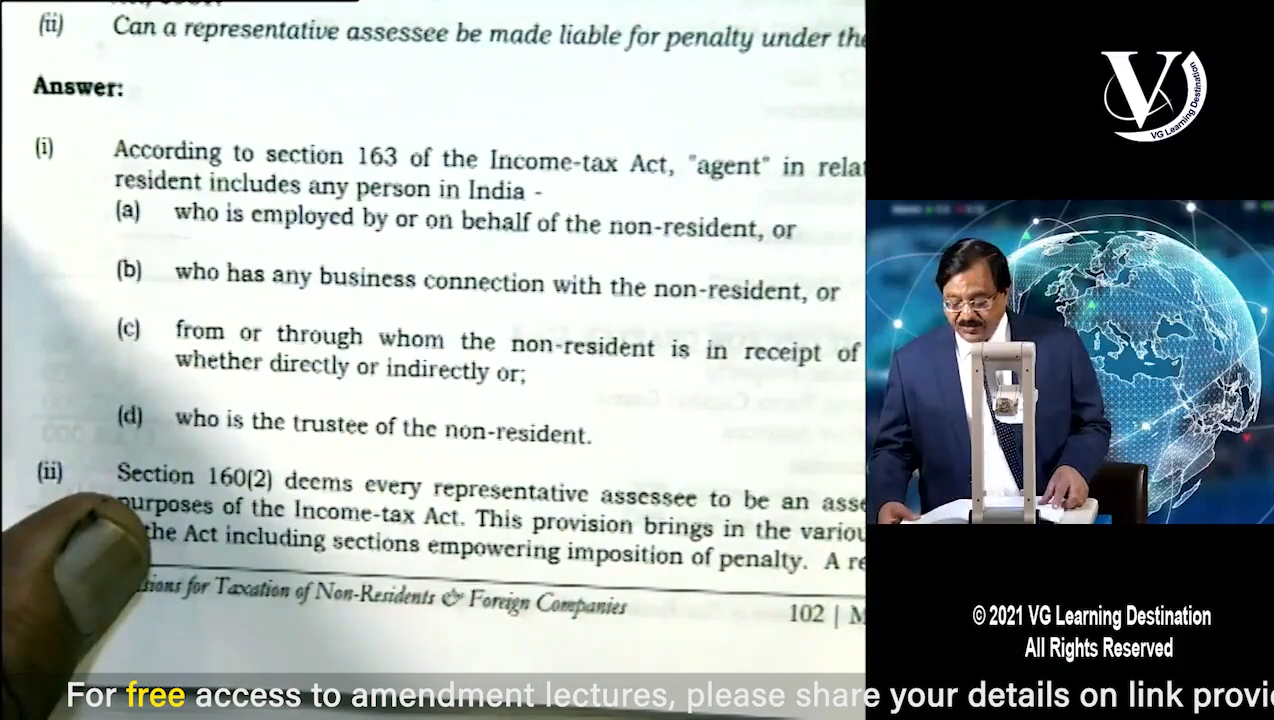 (ii) Can a representative assessee be made liable for penalty under the
Answer:
(i) According to section 163 of the Income-tax Act, "agent" in rela
resident includes any person in India -
(a) who is employed by or on behalf of the non-resident, or
(b) who has any business connection with the non-resident, or
(c) from or through whom the non-resident is in receipt of
whether directly or indirectly or;
(d) who is the trustee of the non-resident.
(ii) Section 160(2) deems every representative assessee to be an asse
purposes of the Income-tax Act. This provision brings in the variou
the Act including sections empowering imposition of penalty. A re
sions for Taxation of Non-Residents & Foreign Companies 102 | M
V
VG Learning Destination
© 2021 VG Learning Destination
All Rights Reserved
For free access to amendment lectures, please share your details on link provi